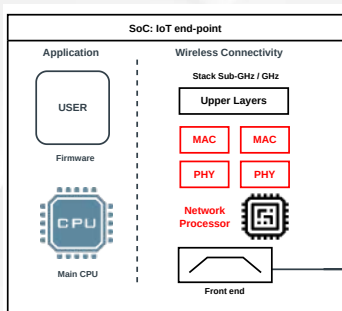 SoC: IoT end-point
Application
Wireless Connectivity
Stack Sub-GHz / GHz
USER
Upper Layers
MAC MAC
Firmware
PHY PHY
CPU
Network
Processor
Main CPU
Front end